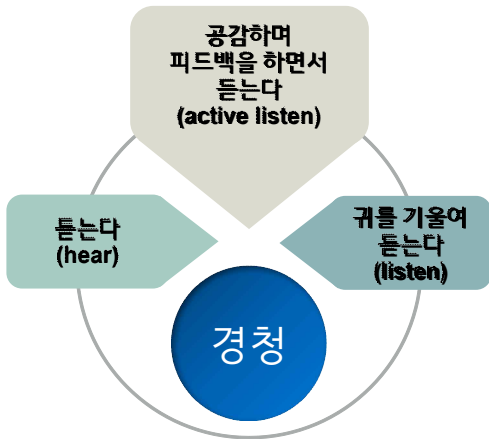 공감하며
피드백을 하면서
듣는다
(active listen)
듣는다
(hear)
귀를 기울여
듣는다
(listen)
경청